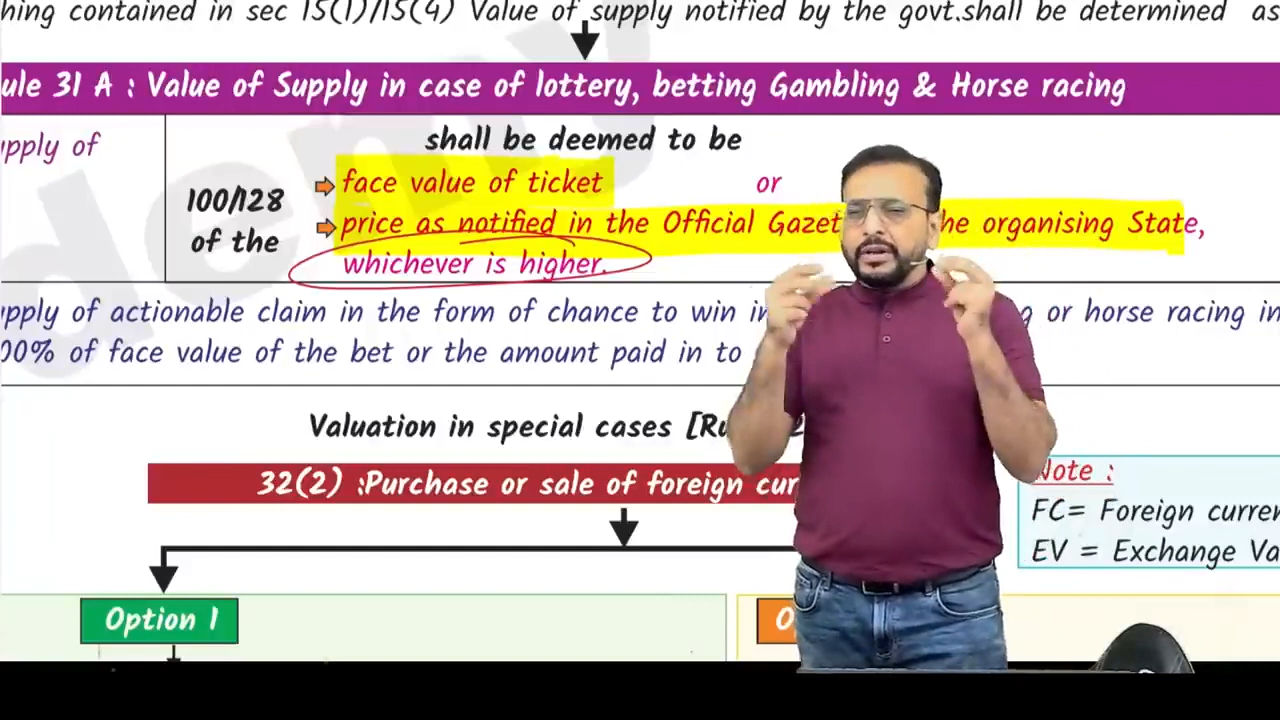 hing contained in sec 15(1)/15(4) Value of supply notified by the govt.shall be determined as
ule 31 A : Value of Supply in case of lottery, betting Gambling & Horse racing
pply of
shall be deemed to be
100/128
of the
face value of ticket or
price as notified in the Official Gazet he organising State,
whichever is higher.
pply of actionable claim in the form of chance to win in g or horse racing in
00% of face value of the bet or the amount paid in to
Valuation in special cases
32(2) :Purchase or sale of foreign cur
Note :
FC= Foreign curren
EV = Exchange Va
Option 1
demy